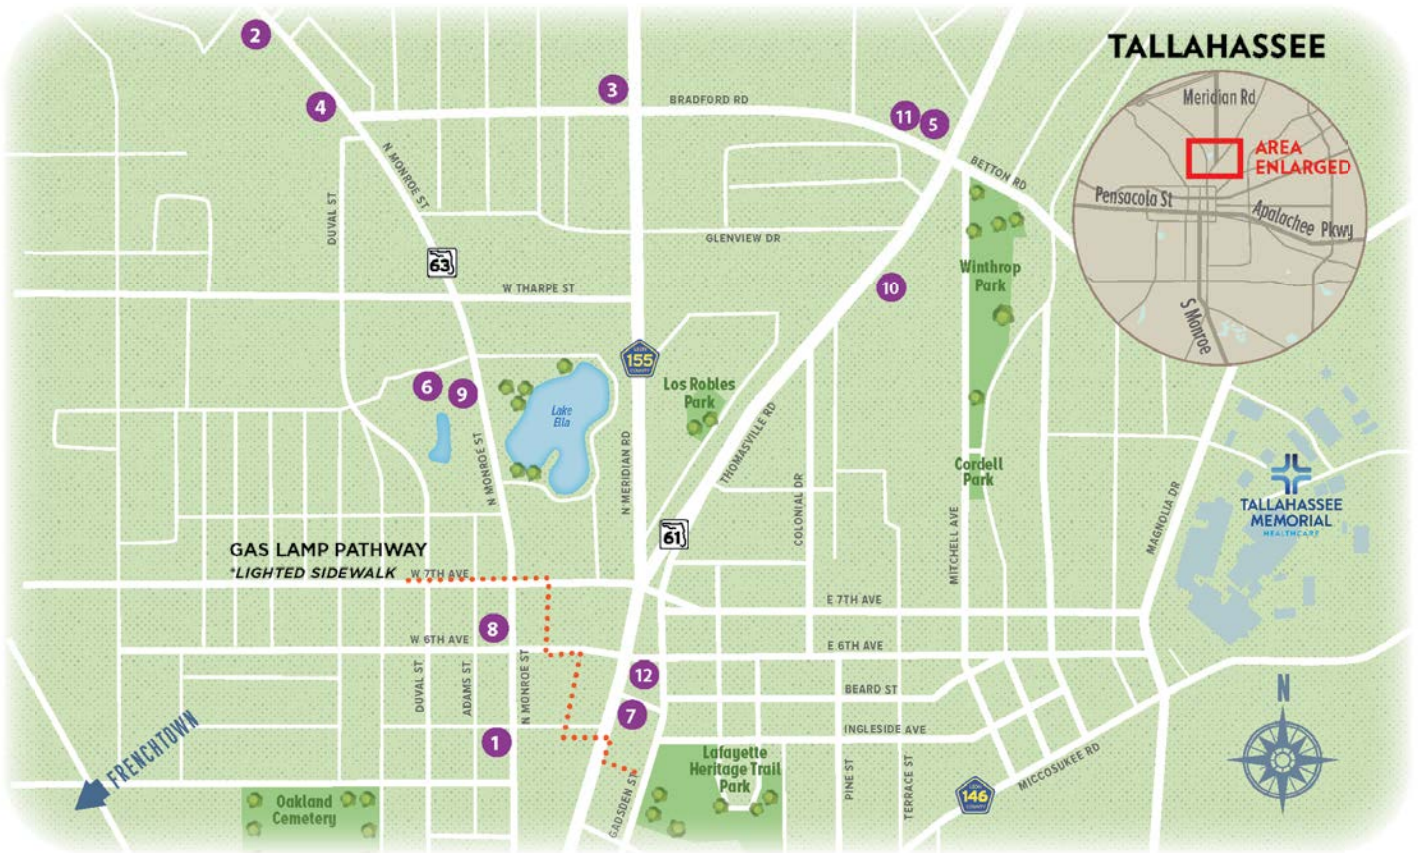 TALLAHASSEE
Meridian Rd
AREA
ENLARGED
Pensacola St
Apalachee Pkwy
S Monroe
2
4
3
BRADFORD RD
11
5
BETTON RD
N MONROE ST
DUVAL ST
63
GLENVIEW DR
Winthrop
Park
W THARPE ST
10
155
COUNTY
6
9
Lake
Ella
Los Robles
Park
N MERIDIAN RD
THOMASVILLE RD
N MONROE ST
61
COLONIAL DR
Cordell
Park
MITCHELL AVE
MAGNOLIA DR
TALLAHASSEE
MEMORIAL
HEALTHCARE
GAS LAMP PATHWAY
*LIGHTED SIDEWALK
W 7TH AVE
E 7TH AVE
8
W 6TH AVE
E 6TH AVE
DUVAL ST
ADAMS ST
N MONROE ST
12
7
1
BEARD ST
INGLESIDE AVE
FRENCHTOWN
Oakland
Cemetery
GADSDEN ST
Lafayette
Heritage Trail
Park
PINE ST
TERRACE ST
146
COUNTY
MICCOSUKEE RD
N